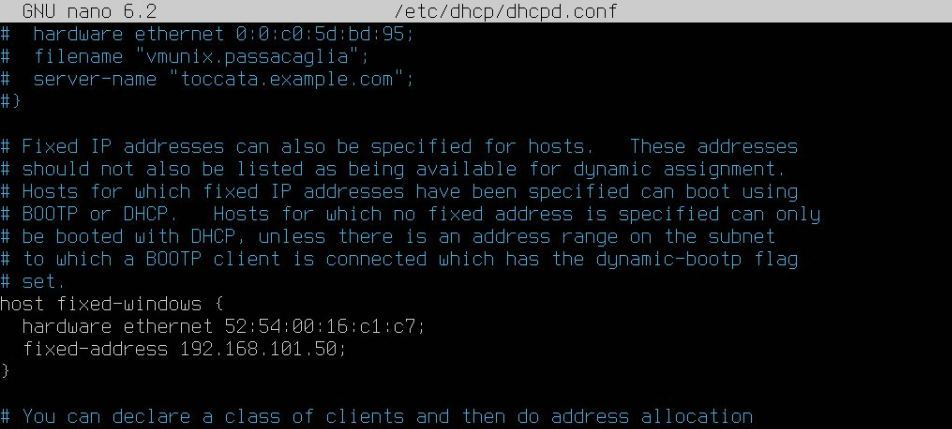 GNU nano 6.2 /etc/dhcp/dhcpd.conf
#  hardware ethernet 0:0:c0:5d:bd:95;
#  filename "vmunix.passacaglia";
#  server-name "toccata.example.com";
#}

# Fixed IP addresses can also be specified for hosts.   These addresses
# should not also be listed as being available for dynamic assignment.
# Hosts for which fixed IP addresses have been specified can boot using
# BOOTP or DHCP.   Hosts for which no fixed address is specified can only
# be booted with DHCP, unless there is an address range on the subnet
# to which a BOOTP client is connected which has the dynamic-bootp flag
# set.
host fixed-windows {
  hardware ethernet 52:54:00:16:c1:c7;
  fixed-address 192.168.101.50;
}

# You can declare a class of clients and then do address allocation